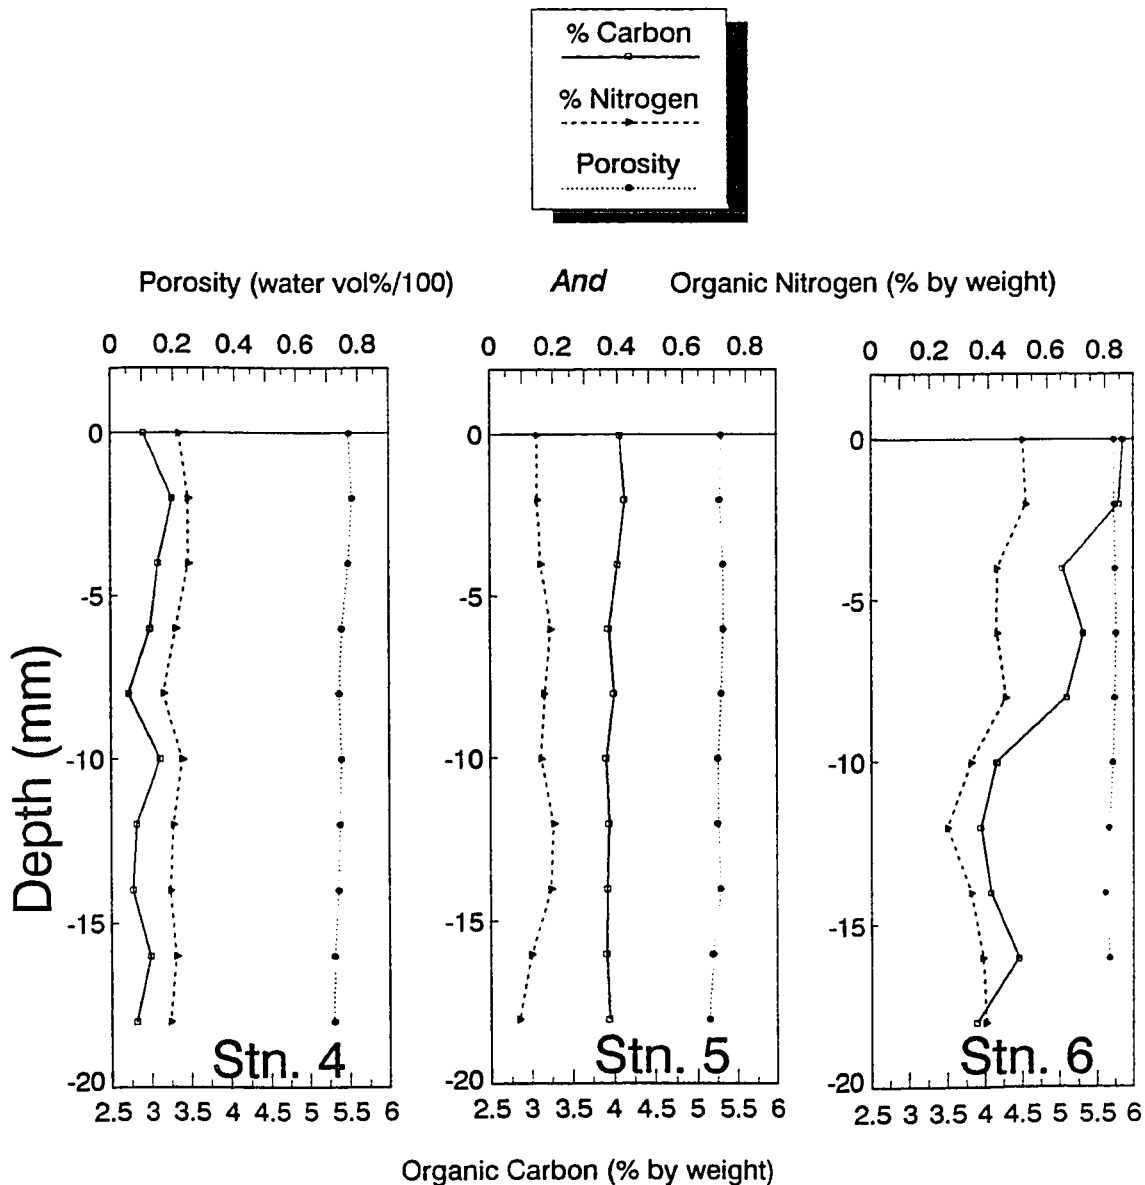 % Carbon
% Nitrogen
Porosity
Porosity (water vol%/100) And Organic Nitrogen (% by weight)
0 0.2 0.4 0.6 0.8 0 0.2 0.4 0.6 0.8 0 0.2 0.4 0.6 0.8
0 0 0
-5 -5 -5
-10 -10 -10
-15 -15 -15
-20 -20 -20
Depth (mm)
Stn. 4 Stn. 5 Stn. 6
2.5 3 3.5 4 4.5 5 5.5 6 2.5 3 3.5 4 4.5 5 5.5 6 2.5 3 3.5 4 4.5 5 5.5 6
Organic Carbon (% by weight)